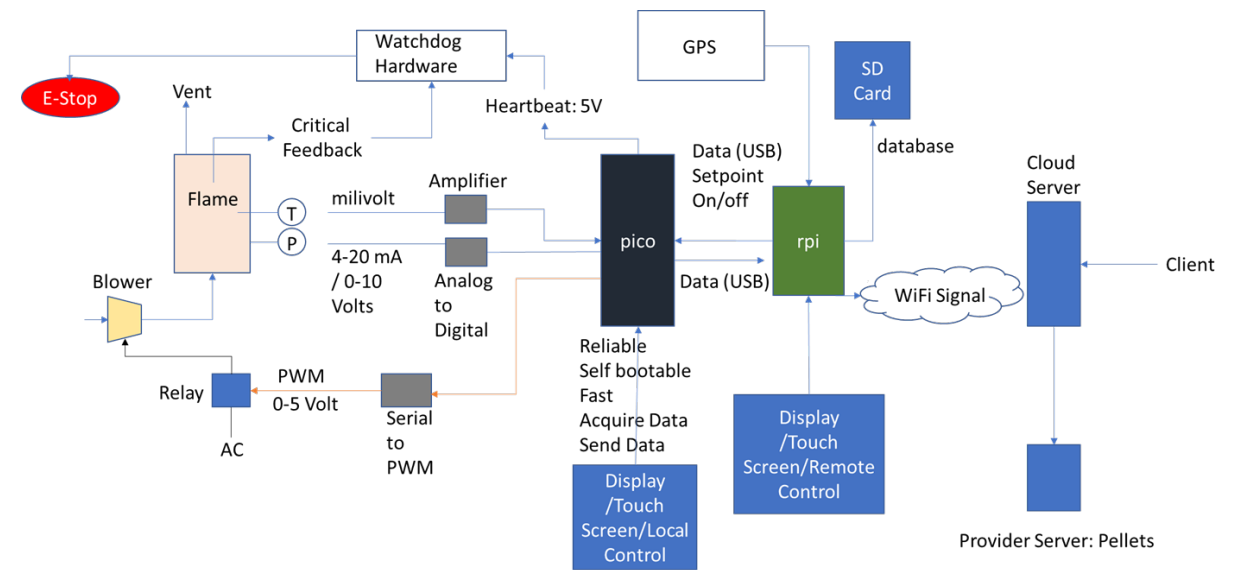 Watchdog
Hardware
GPS
SD
Card
E-Stop
Vent
Heartbeat: 5V
Critical
Feedback
database
Data (USB)
Setpoint
On/off
Cloud
Server
Flame
T
P
milivolt
Amplifier
pico
rpi
4-20 mA
/ 0-10
Volts
Analog
to
Digital
Data (USB)
WiFi Signal
Client
Blower
Reliable
Self bootable
Fast
Acquire Data
Send Data
Relay
PWM
0-5 Volt
Serial
to
PWM
AC
Display
/Touch
Screen/Remote
Control
Display
/Touch
Screen/Local
Control
Provider Server: Pellets